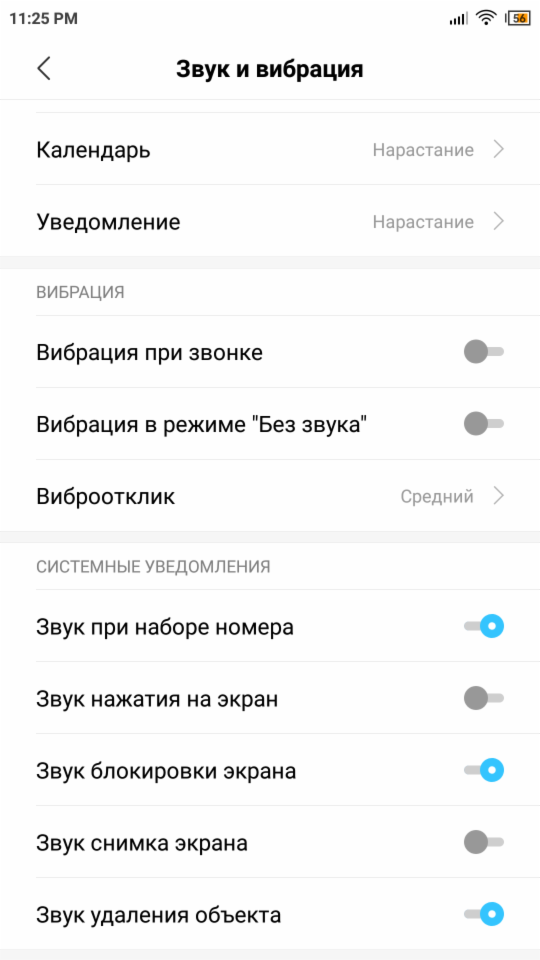 11:25 PM 56
Звук и вибрация
Календарь Нарастание
Уведомление Нарастание
ВИБРАЦИЯ
Вибрация при звонке
Вибрация в режиме "Без звука"
Виброотклик Средний
СИСТЕМНЫЕ УВЕДОМЛЕНИЯ
Звук при наборе номера
Звук нажатия на экран
Звук блокировки экрана
Звук снимка экрана
Звук удаления объекта